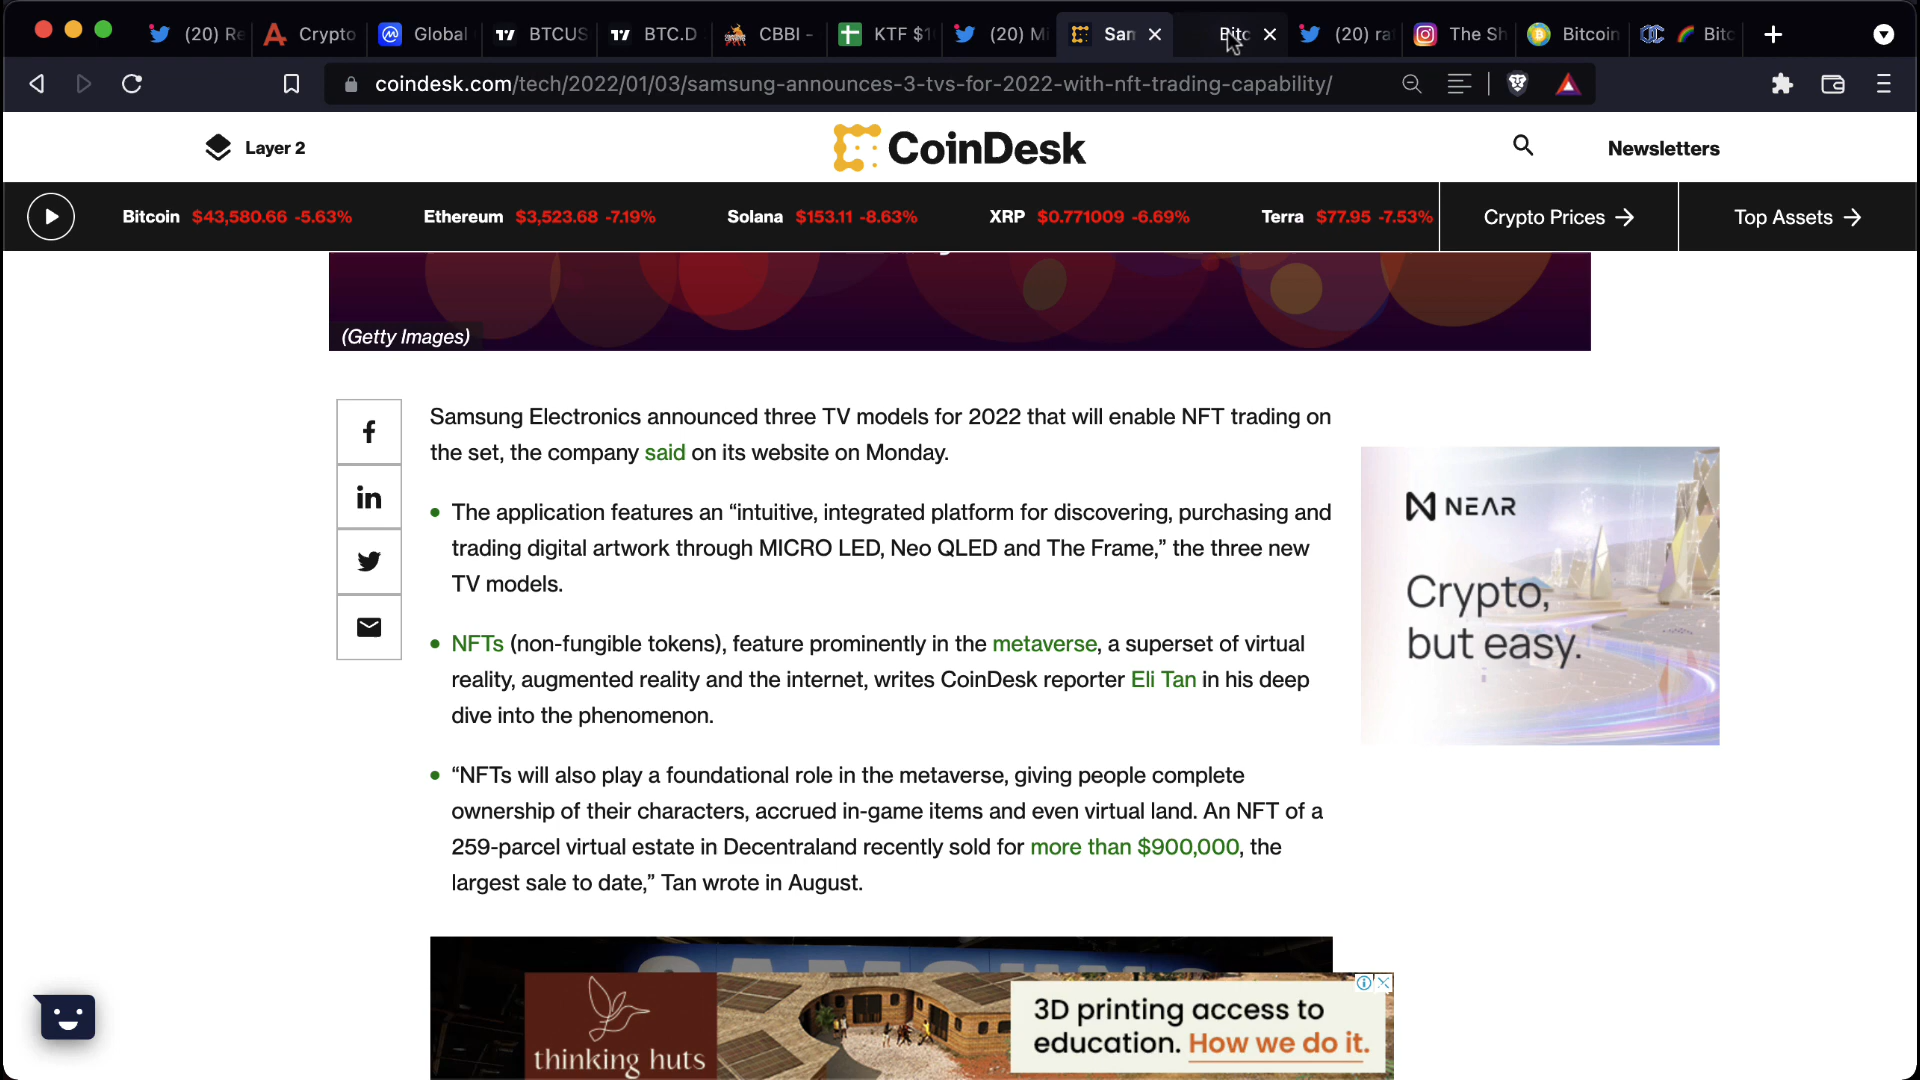 (20) Re
Crypto
Global
BTCUS
BTC.D
CBBI -
KTF $1
(20) Mi
Sam
Bitc
(20) ra
The Sh
Bitcoin
Bitc
coindesk.com/tech/2022/01/03/samsung-announces-3-tvs-for-2022-with-nft-trading-capability/
Layer 2
CoinDesk
Newsletters
Bitcoin $43,580.66 -5.63%
Ethereum $3,523.68 -7.19%
Solana $153.11 -8.63%
XRP $0.771009 -6.69%
Terra $77.95 -7.53%
Crypto Prices →
Top Assets →
(Getty Images)
Samsung Electronics announced three TV models for 2022 that will enable NFT trading on
the set, the company said on its website on Monday.
• The application features an “intuitive, integrated platform for discovering, purchasing and
trading digital artwork through MICRO LED, Neo QLED and The Frame,” the three new
TV models.
• NFTs (non-fungible tokens), feature prominently in the metaverse, a superset of virtual
reality, augmented reality and the internet, writes CoinDesk reporter Eli Tan in his deep
dive into the phenomenon.
• “NFTs will also play a foundational role in the metaverse, giving people complete
ownership of their characters, accrued in-game items and even virtual land. An NFT of a
259-parcel virtual estate in Decentraland recently sold for more than $900,000, the
largest sale to date,” Tan wrote in August.
NEAR
Crypto,
but easy.
SAMSUNG
thinking huts
3D printing access to
education. How we do it.